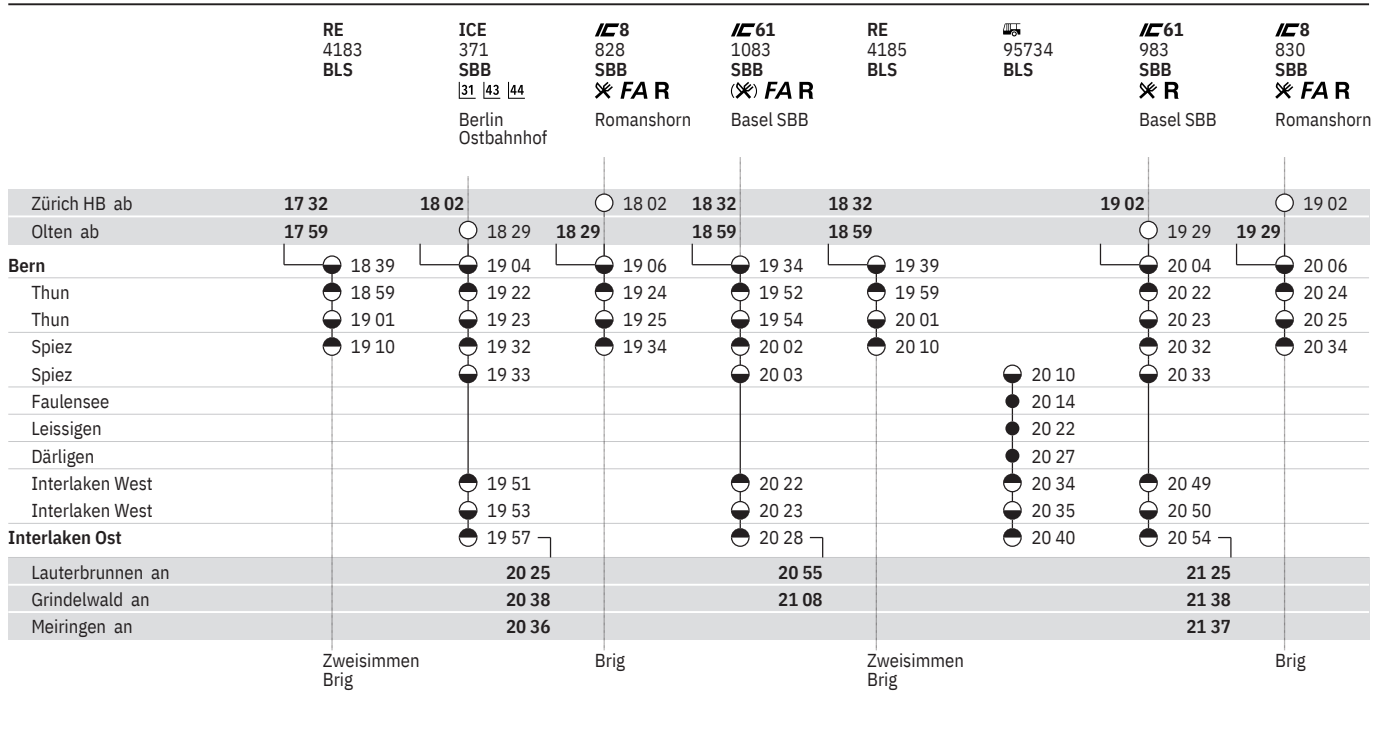 RE ICE IC8 IC61 RE IC61 IC8
4183 371 828 1083 4185 95734 983 830
BLS SBB SBB SBB BLS BLS SBB SBB
31 43 44 FA R FA R R FA R
Berlin Romanshorn Basel SBB Basel SBB Romanshorn
Ostbahnhof
Zürich HB ab 17 32 18 02 18 02 18 32 18 32 19 02 19 02
Olten ab 17 59 18 29 18 29 18 59 18 59 19 29 19 29
Bern 18 39 19 04 19 06 19 34 19 39 20 04 20 06
Thun 18 59 19 22 19 24 19 52 19 59 20 22 20 24
Thun 19 01 19 23 19 25 19 54 20 01 20 23 20 25
Spiez 19 10 19 32 19 34 20 02 20 10 20 32 20 34
Spiez 19 33 20 03 20 10 20 33
Faulensee 20 14
Leissigen 20 22
Därligen 20 27
Interlaken West 19 51 20 22 20 34 20 49
Interlaken West 19 53 20 23 20 35 20 50
Interlaken Ost 19 57 20 28 20 40 20 54
Lauterbrunnen an 20 25 20 55 21 25
Grindelwald an 20 38 21 08 21 38
Meiringen an 20 36 21 37
Zweisimmen Brig Zweisimmen Brig
Brig Brig